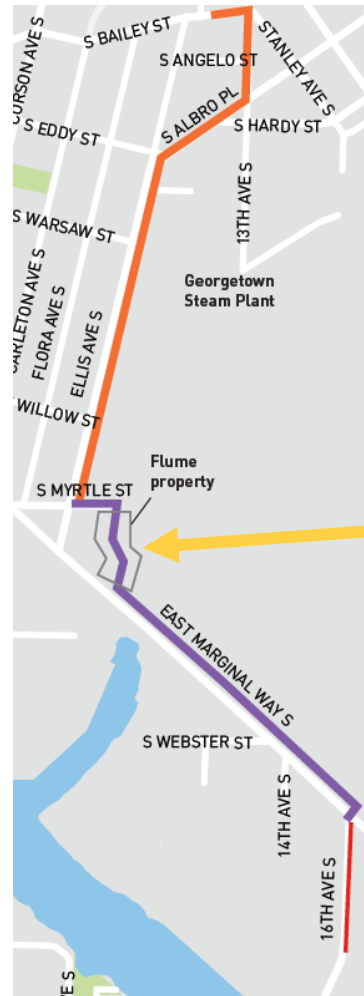 S BAILEY ST
STANLEY AVE S
S ANGELO ST
S ALBRO PL
S EDDY ST
S HARDY ST
S WARSAW ST
13TH AVE S
CARLETON AVE S
FLORA AVE S
ELLIS AVE S
Georgetown
Steam Plant
WILLOW ST
Flume
property
S MYRTLE ST
EAST MARGINAL WAY S
S WEBSTER ST
14TH AVE S
16TH AVE S